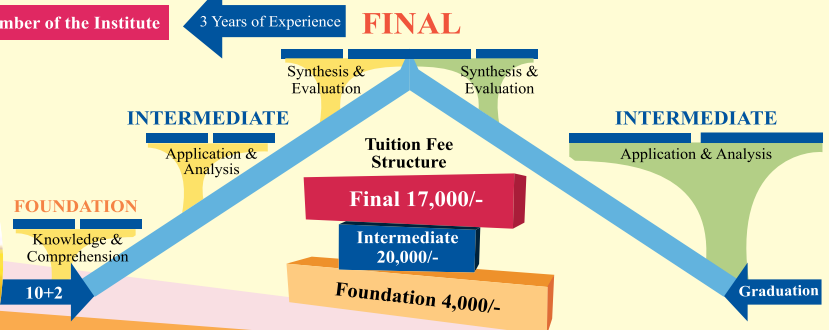 mber of the Institute
3 Years of Experience
FINAL
Synthesis &
Evaluation
Synthesis &
Evaluation
INTERMEDIATE
Application &
Analysis
INTERMEDIATE
Application & Analysis
Tuition Fee
Structure
Final 17,000/-
Intermediate
20,000/-
Foundation 4,000/-
FOUNDATION
Knowledge &
Comprehension
10+2
Graduation